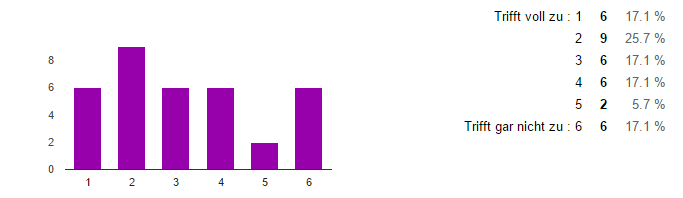 8
6
4
2
0
1 2 3 4 5 6
Trifft voll zu : 1 6 17.1 %
2 9 25.7 %
3 6 17.1 %
4 6 17.1 %
5 2 5.7 %
Trifft gar nicht zu : 6 6 17.1 %